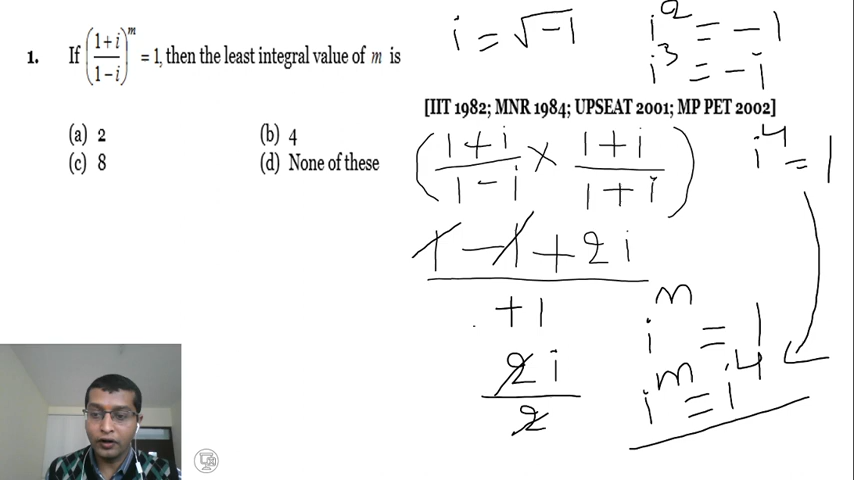 1. If ((1+i)/(1−i))^m = 1, then the least integral value of m is
[IIT 1982; MNR 1984; UPSEAT 2001; MP PET 2002]
(a) 2 (b) 4
(c) 8 (d) None of these
i = √−1 i² = −1
i³ = −i
((1+i)/(1−i) × (1+i)/(1+i)) i⁴ = 1
1 − 1 + 2i
+1
2i
2
i^m = 1
i^m = i⁴